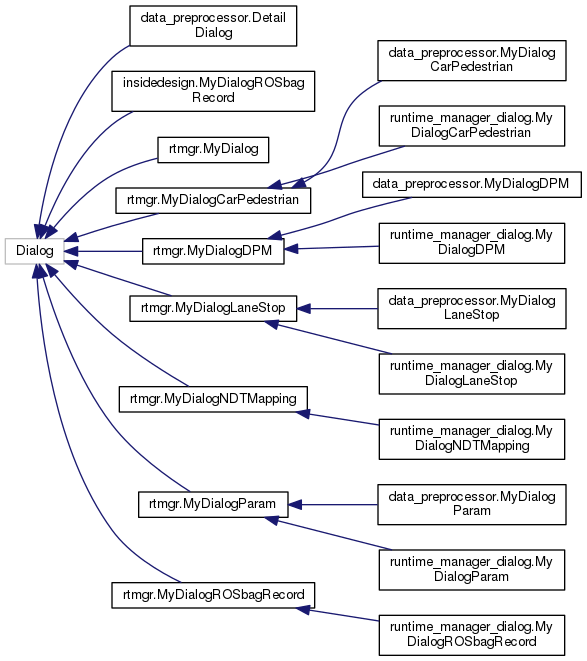 data_preprocessor.Detail
Dialog
insidedesign.MyDialogROSbag
Record
rtmgr.MyDialog
rtmgr.MyDialogCarPedestrian
Dialog
rtmgr.MyDialogDPM
rtmgr.MyDialogLaneStop
rtmgr.MyDialogNDTMapping
rtmgr.MyDialogParam
rtmgr.MyDialogROSbagRecord
data_preprocessor.MyDialog
CarPedestrian
runtime_manager_dialog.My
DialogCarPedestrian
data_preprocessor.MyDialogDPM
runtime_manager_dialog.My
DialogDPM
data_preprocessor.MyDialog
LaneStop
runtime_manager_dialog.My
DialogLaneStop
runtime_manager_dialog.My
DialogNDTMapping
data_preprocessor.MyDialog
Param
runtime_manager_dialog.My
DialogParam
runtime_manager_dialog.My
DialogROSbagRecord